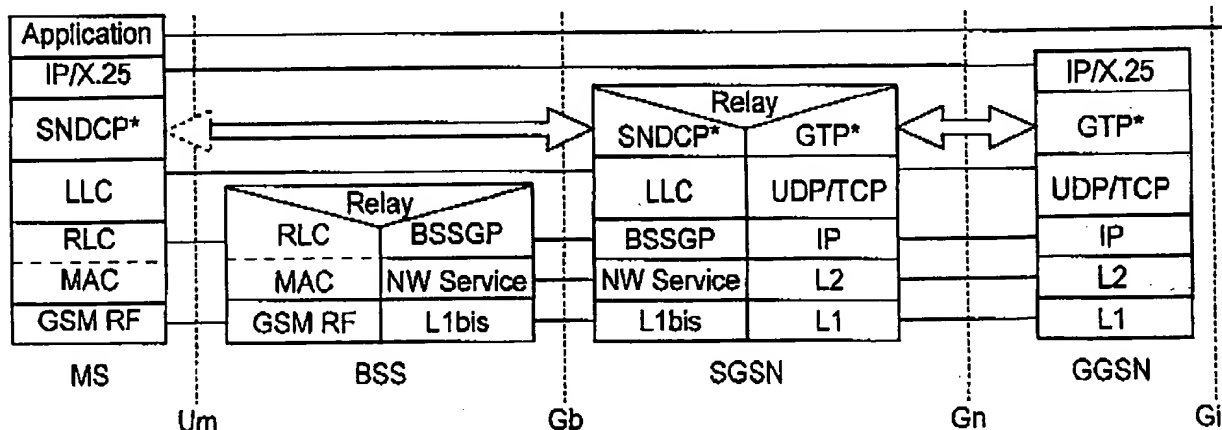 Application
IP/X.25
SNDCP*
LLC
RLC
MAC
GSM RF
MS
Um
Relay
RLC
BSSGP
MAC
NW Service
GSM RF
L1bis
BSS
Gb
Relay
SNDCP*
GTP*
LLC
UDP/TCP
BSSGP
IP
NW Service
L2
L1bis
L1
SGSN
Gn
IP/X.25
GTP*
UDP/TCP
IP
L2
L1
GGSN
Gi